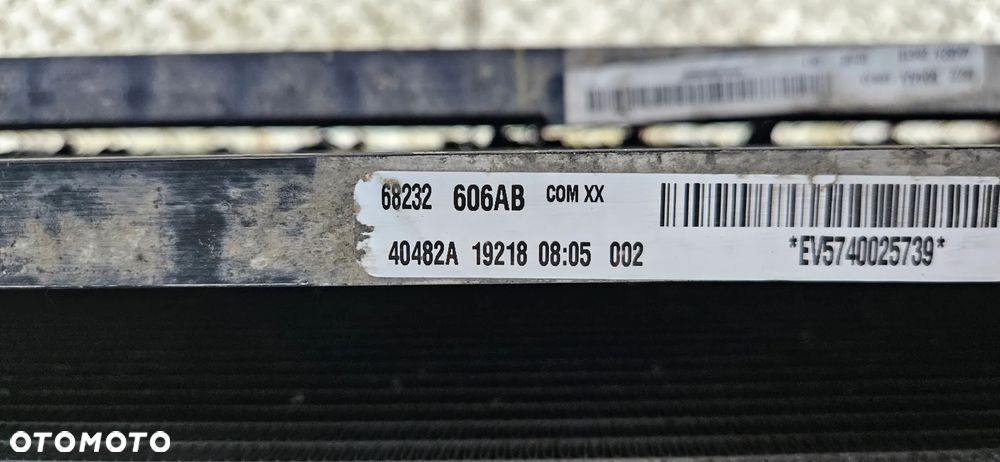 68232 606AB COM XX
40482A 19218 08:05 002
*EV5740025739*
OTOMOTO